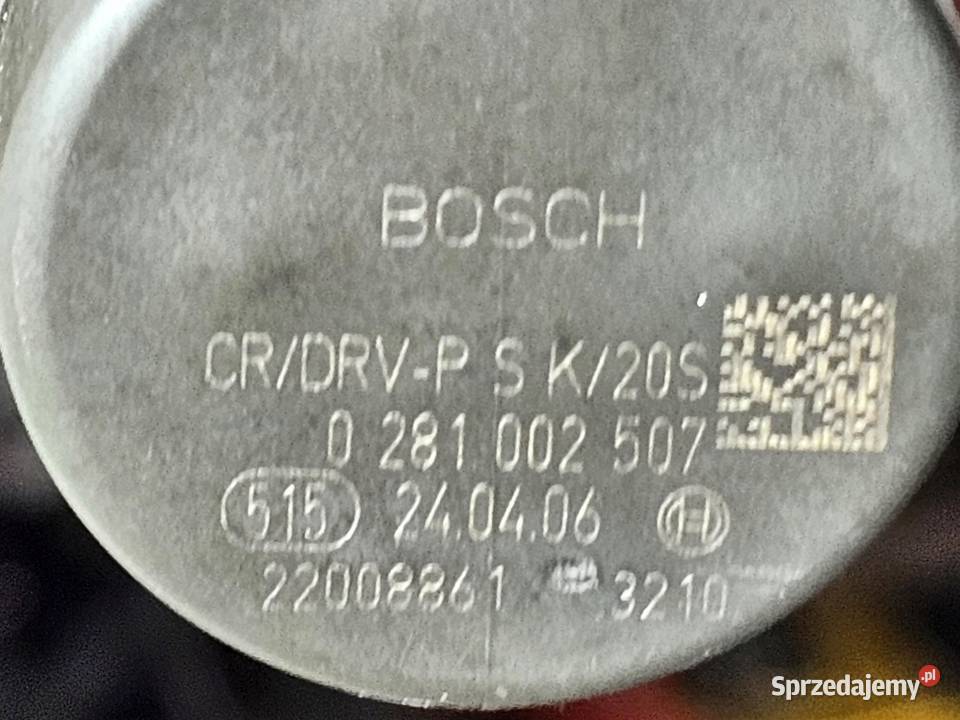 BOSCH
CR/DRV-P S K/20S
0 281 002 507
515 24.04.06
22008861 3210
Sprzedajemy.pl